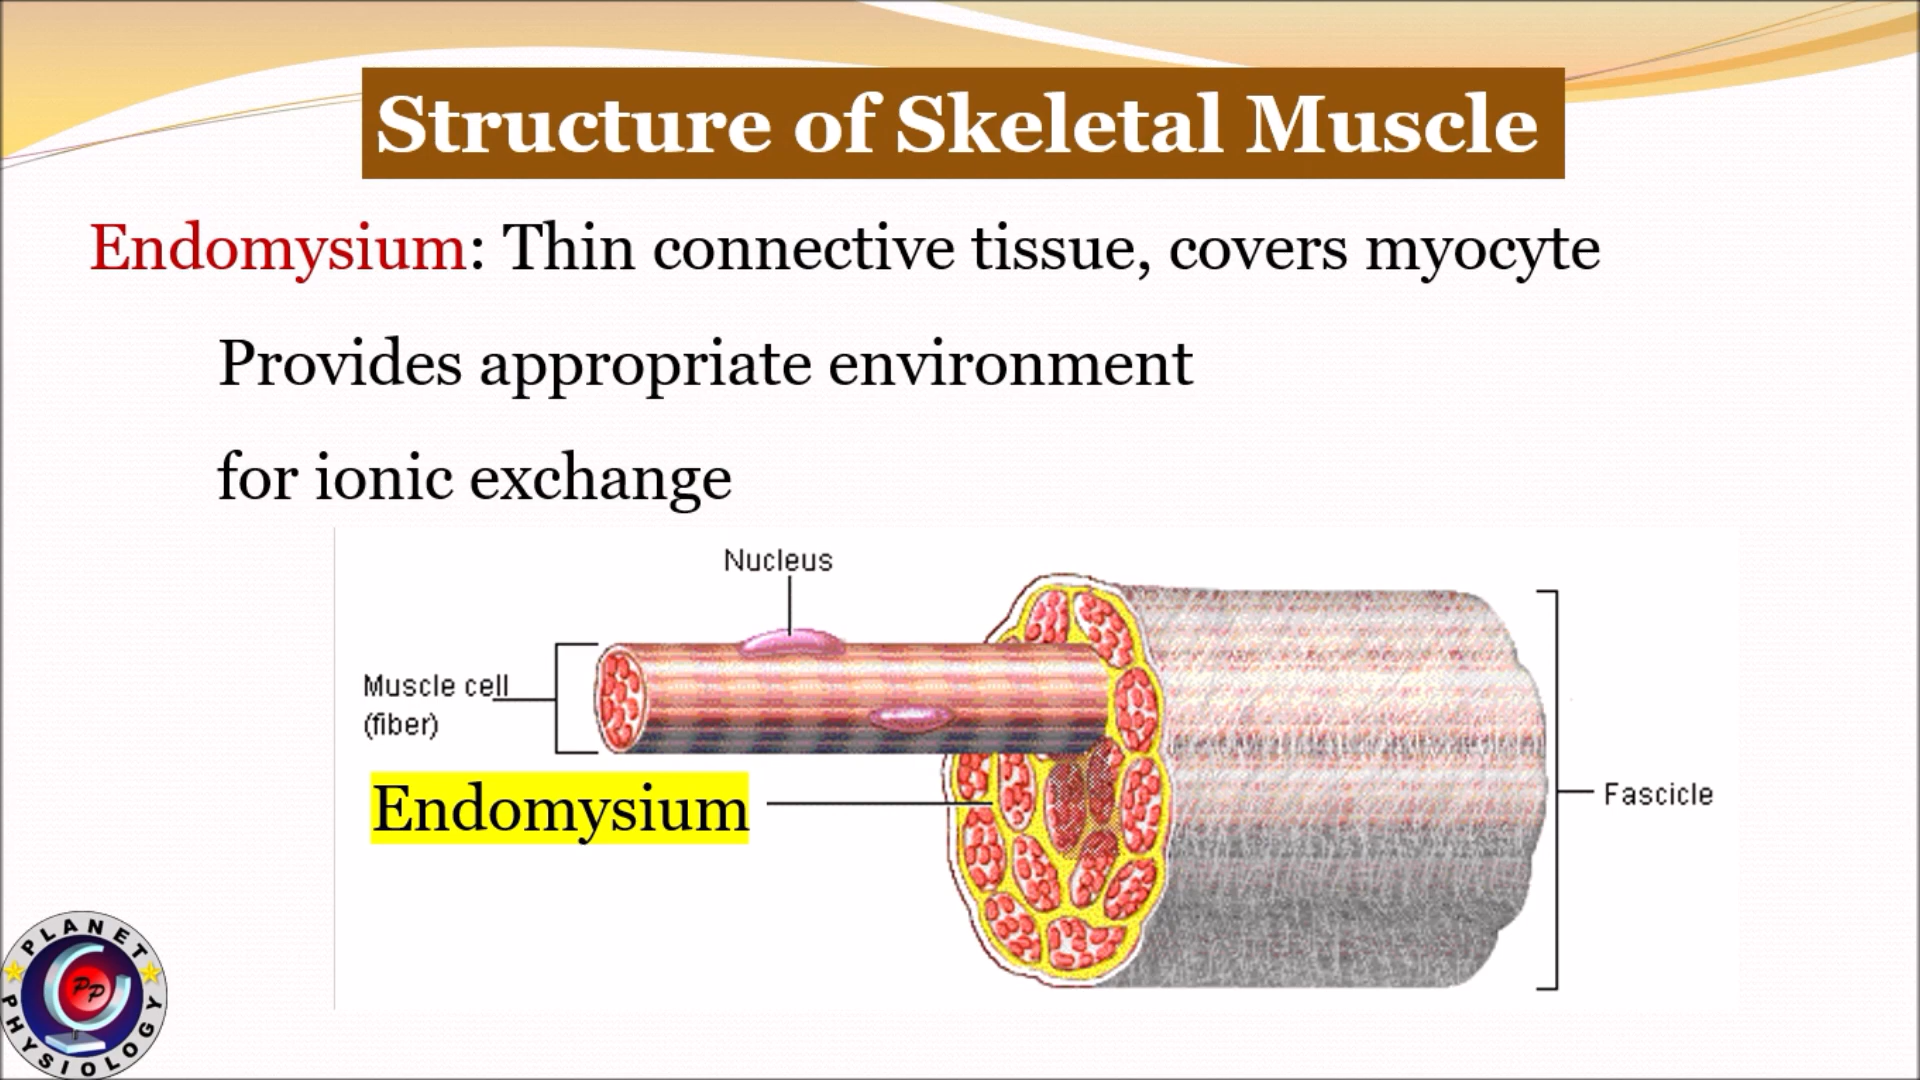 Structure of Skeletal Muscle
Endomysium: Thin connective tissue, covers myocyte
Provides appropriate environment
for ionic exchange
Nucleus
Muscle cell
(fiber)
Endomysium
Fascicle
PLANET
PP
PHYSIOLOGY